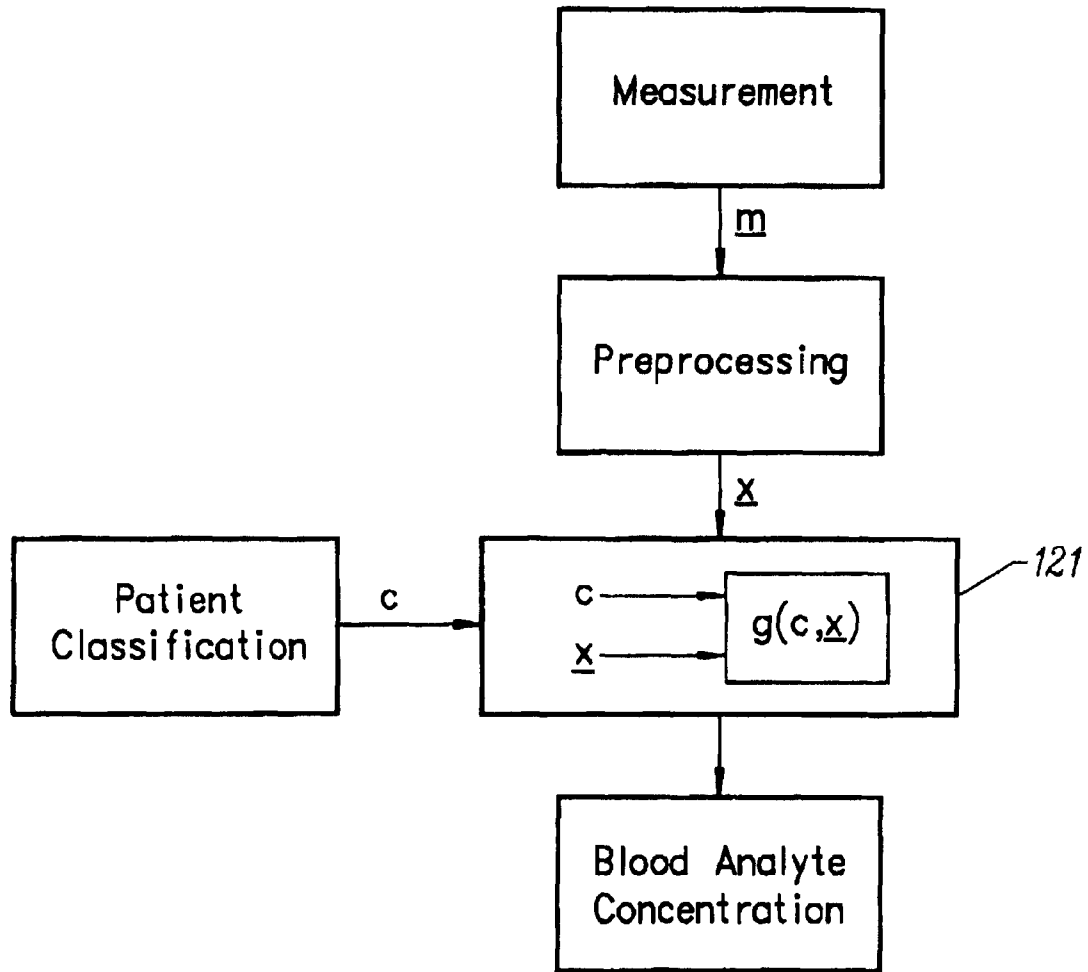 Measurement
m
Preprocessing
x
Patient
Classification
c
c
x
g(c,x)
121
Blood Analyte
Concentration